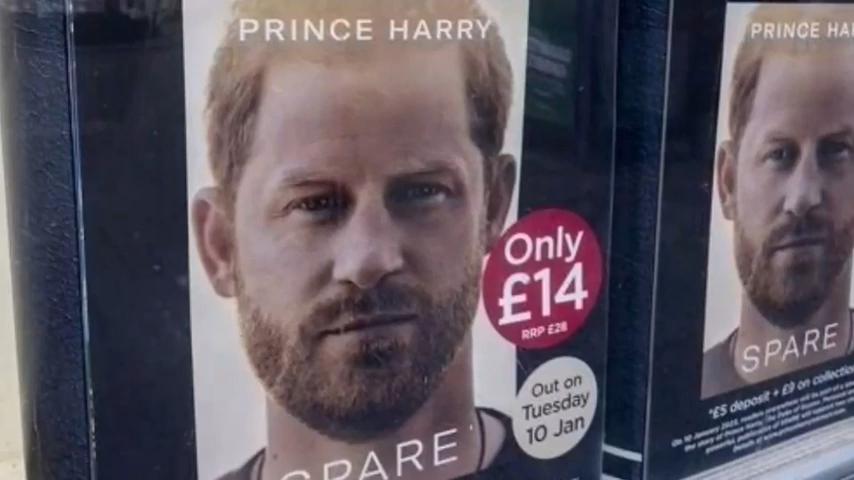 PRINCE HARRY
Only
£14
RRP £28
Out on
Tuesday
10 Jan
SPARE
PRINCE HAR
SPARE
*£5 deposit + £9 on collection